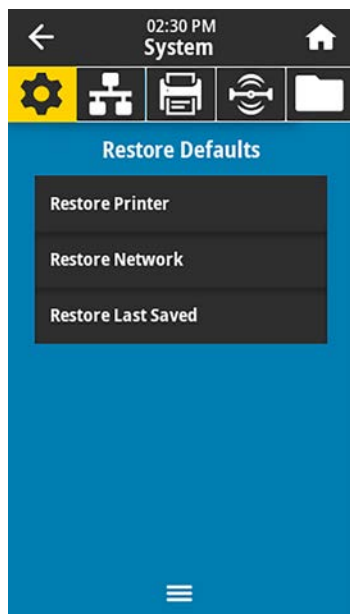 02:30 PM
System
Restore Defaults
Restore Printer
Restore Network
Restore Last Saved